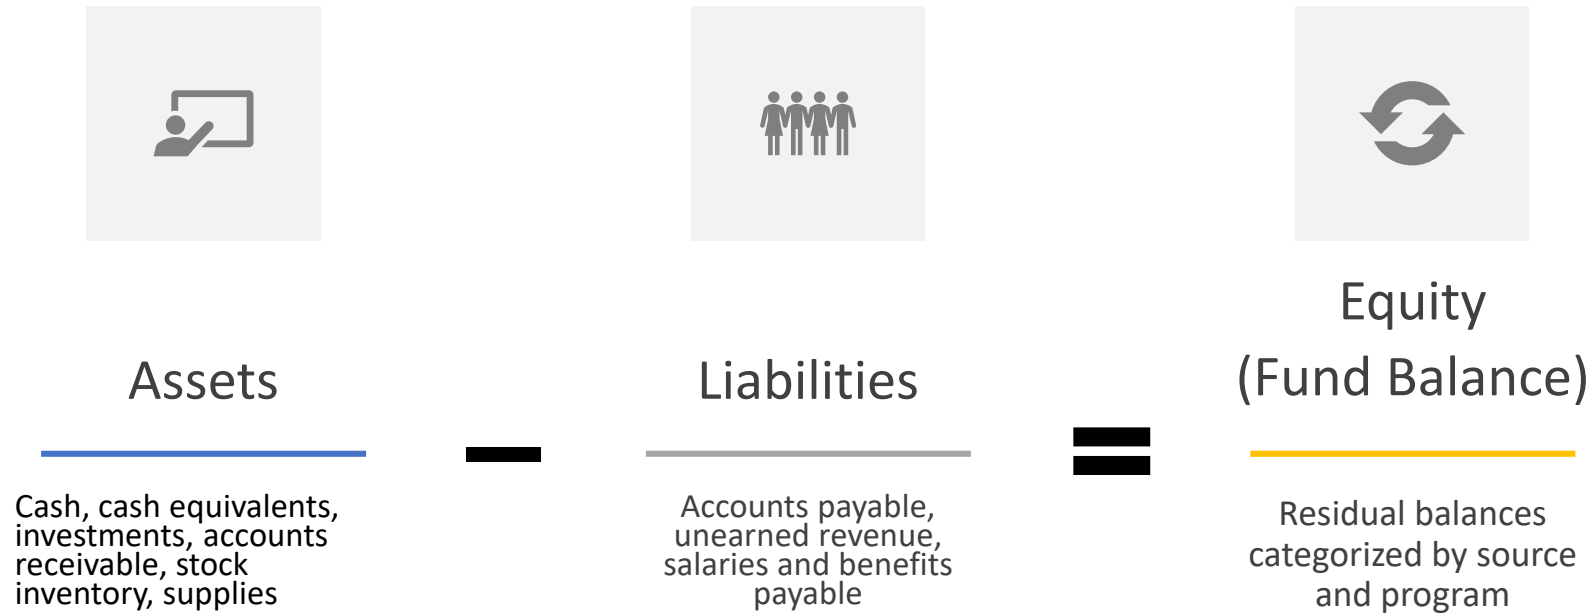 Assets
Cash, cash equivalents,
investments, accounts
receivable, stock
inventory, supplies
Liabilities
Accounts payable,
unearned revenue,
salaries and benefits
payable
Equity
(Fund Balance)
Residual balances
categorized by source
and program